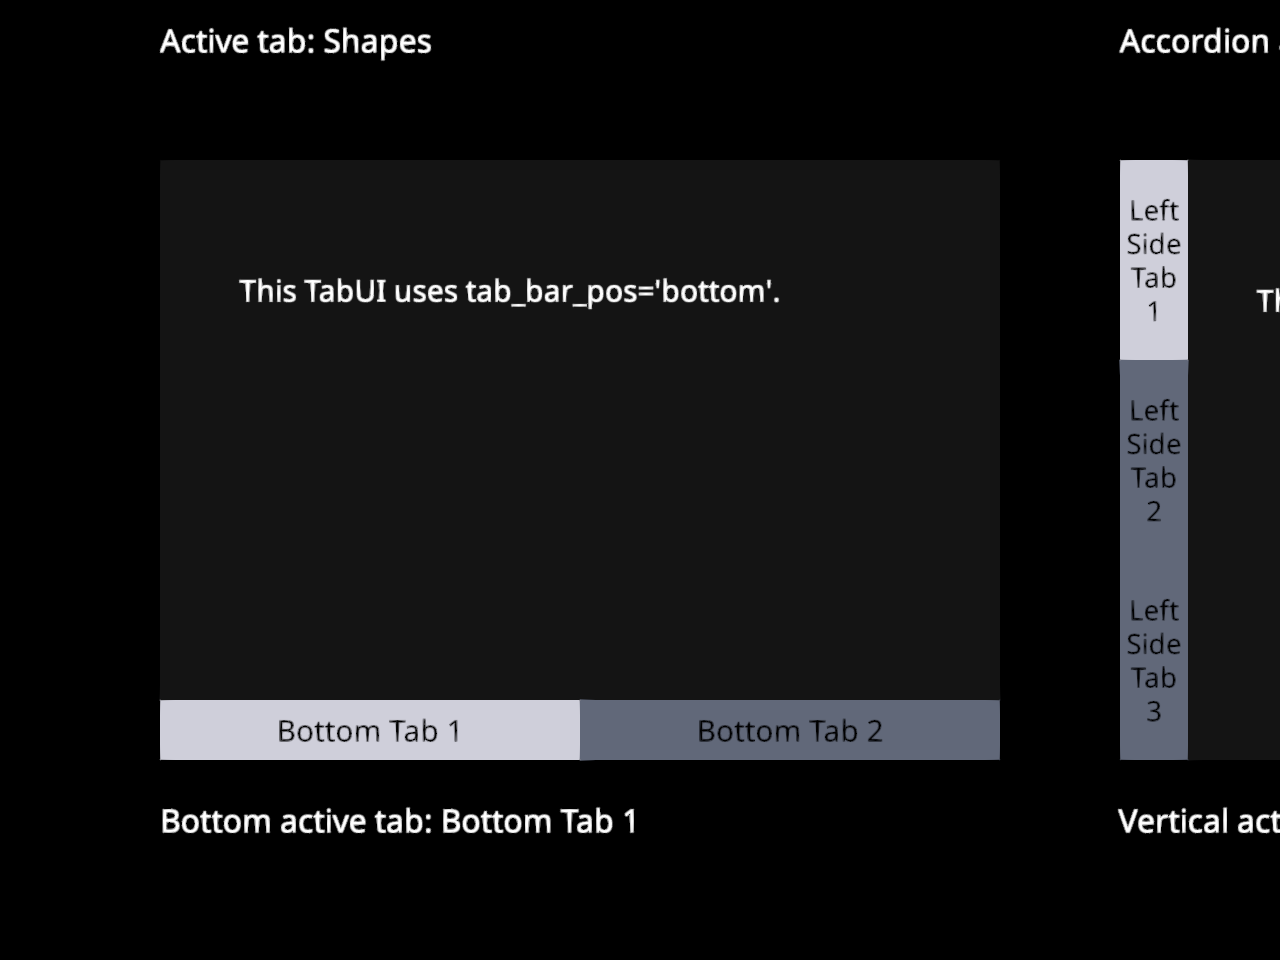 Active tab: Shapes
Accordion
This TabUI uses tab_bar_pos='bottom'.
Bottom Tab 1
Bottom Tab 2
Bottom active tab: Bottom Tab 1
Left
Side
Tab
1
Left
Side
Tab
2
Left
Side
Tab
3
Vertical